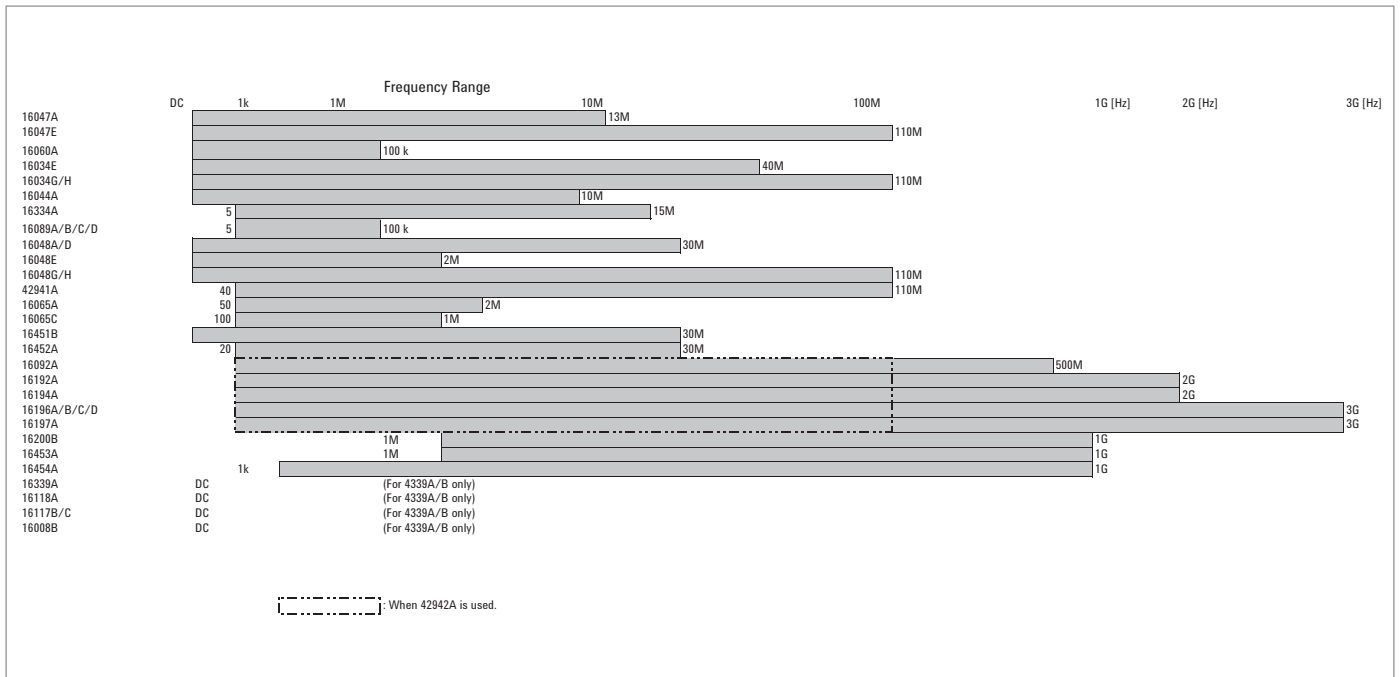 Frequency Range
DC 1k 1M 10M 100M 1G [Hz] 2G [Hz] 3G [Hz]
16047A 13M
16047E 110M
16060A 100 k
16034E 40M
16034G/H 110M
16044A 10M
16334A 5 15M
16089A/B/C/D 5 100 k
16048A/D 30M
16048E 2M
16048G/H 110M
42941A 40 110M
16065A 50 2M
16065C 100 1M
16451B 30M
16452A 20 30M
16092A 500M
16192A 2G
16194A 2G
16196A/B/C/D 3G
16197A 3G
16200B 1M 1G
16453A 1M 1G
16454A 1k 1G
16339A DC (For 4339A/B only)
16118A DC (For 4339A/B only)
16117B/C DC (For 4339A/B only)
16008B DC (For 4339A/B only)
: When 42942A is used.